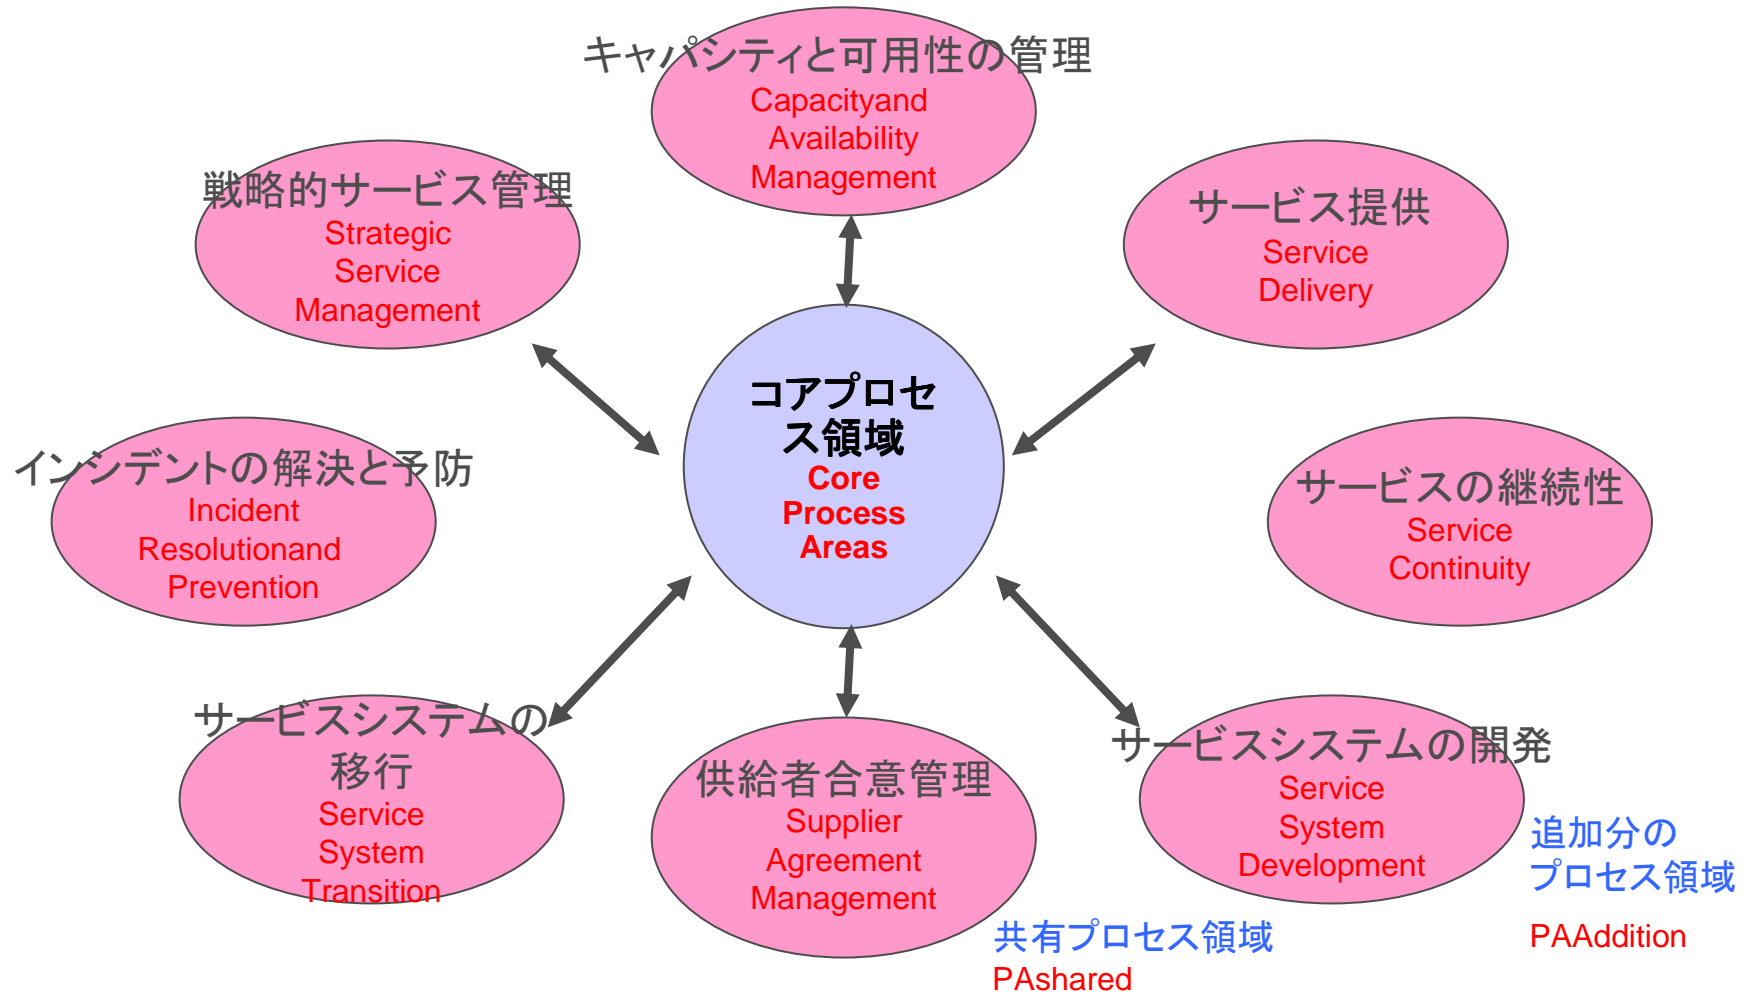 キャパシティと可用性の管理
Capacityand
Availability
Management
戦略的サービス管理
Strategic
Service
Management
サービス提供
Service
Delivery
コアプロセ
ス領域
Core
Process
Areas
インシデントの解決と予防
Incident
Resolutionand
Prevention
サービスの継続性
Service
Continuity
サービスシステムの
移行
Service
System
Transition
供給者合意管理
Supplier
Agreement
Management
サービスシステムの開発
Service
System
Development
追加分の
プロセス領域
PAAddition
共有プロセス領域
PAshared